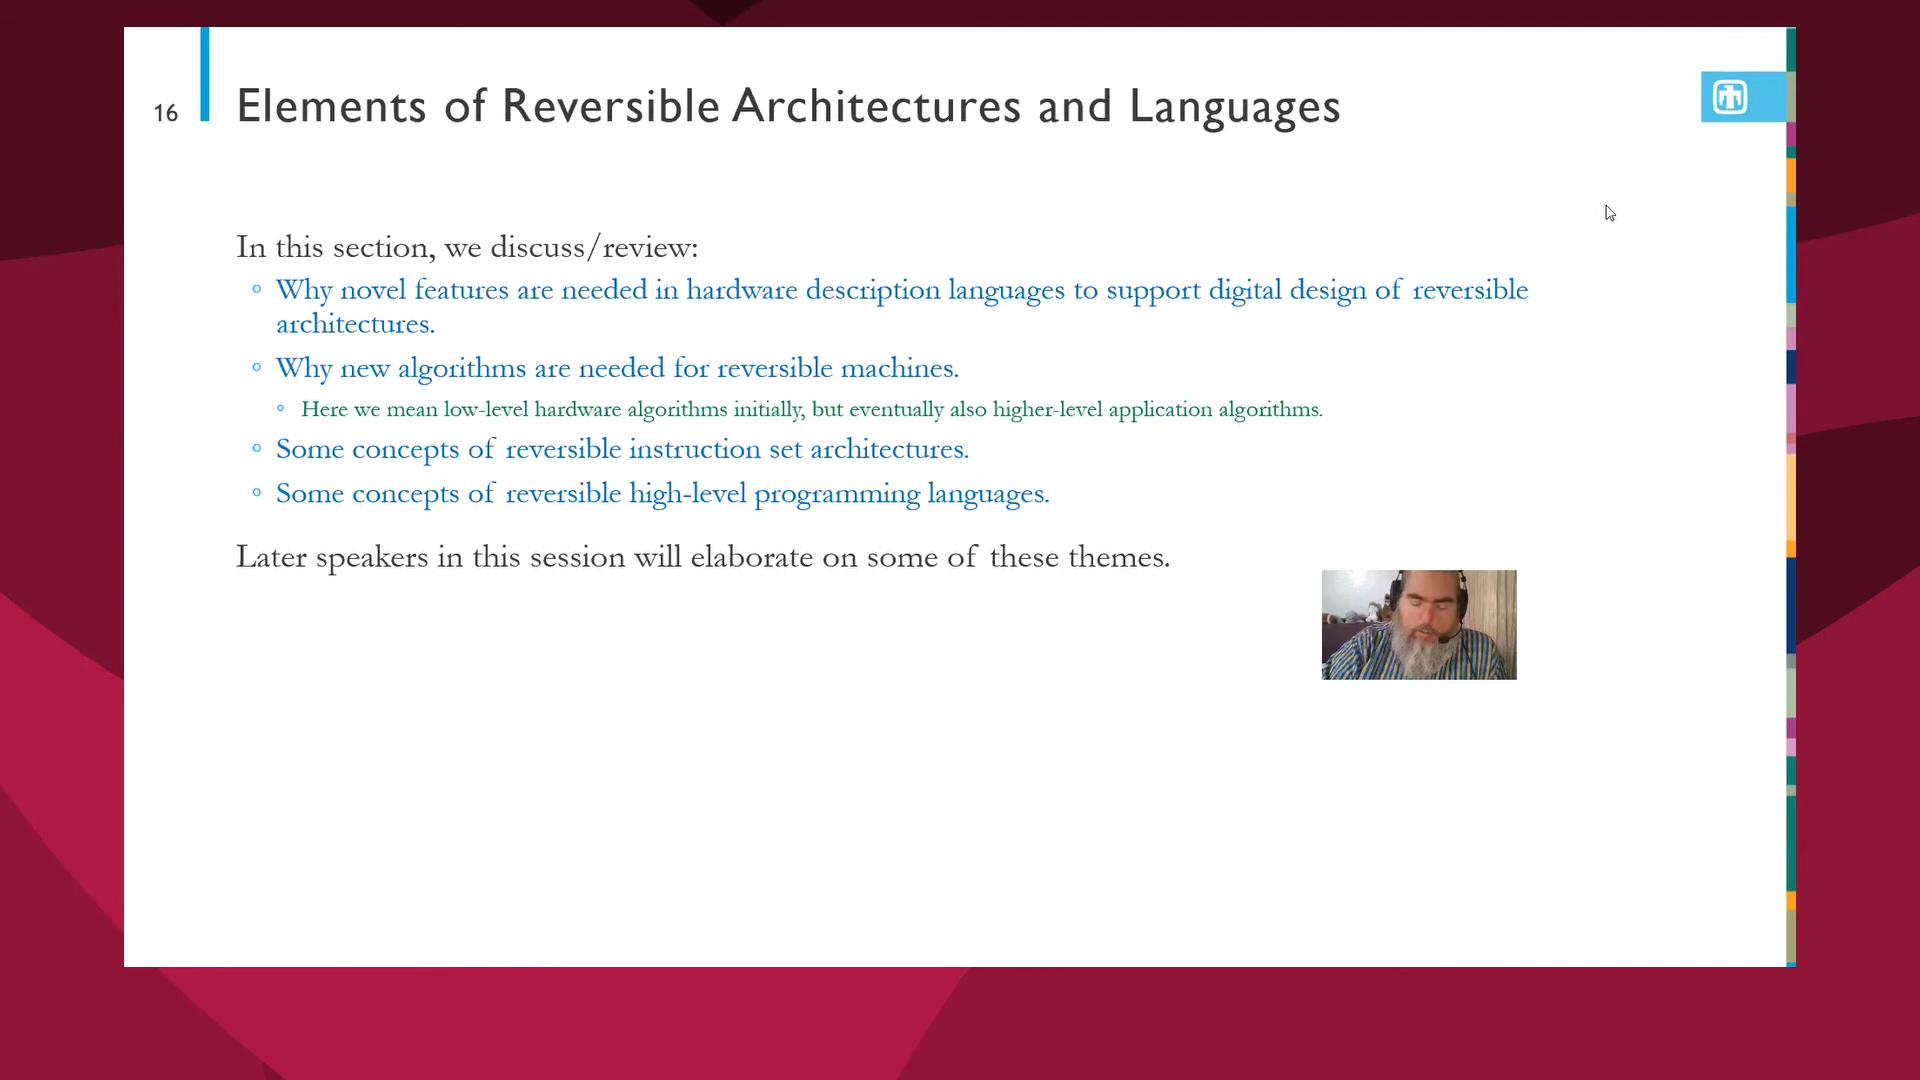 16
Elements of Reversible Architectures and Languages
In this section, we discuss/review:
Why novel features are needed in hardware description languages to support digital design of reversible
architectures.
Why new algorithms are needed for reversible machines.
Here we mean low-level hardware algorithms initially, but eventually also higher-level application algorithms.
Some concepts of reversible instruction set architectures.
Some concepts of reversible high-level programming languages.
Later speakers in this session will elaborate on some of these themes.